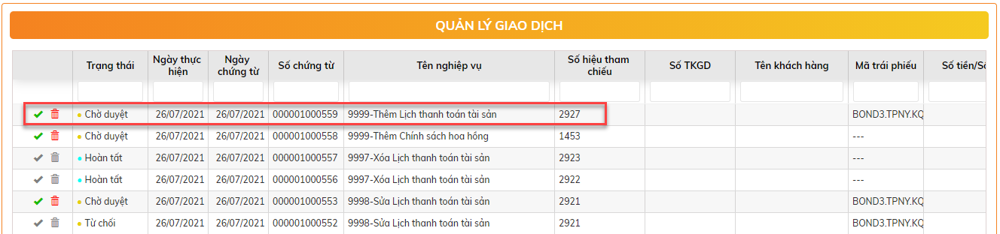 QUẢN LÝ GIAO DỊCH
Trạng thái Ngày thực hiện Ngày chứng từ Số chứng từ Tên nghiệp vụ Số hiệu tham chiếu Số TKGD Tên khách hàng Mã trái phiếu Số tiền/Số
Chờ duyệt 26/07/2021 26/07/2021 000001000559 9999-Thêm Lịch thanh toán tài sản 2927 BOND3.TPNY.KQ
Chờ duyệt 26/07/2021 26/07/2021 000001000558 9999-Thêm Chính sách hoa hồng 1453 ---
Hoàn tất 26/07/2021 26/07/2021 000001000557 9997-Xóa Lịch thanh toán tài sản 2923 ---
Hoàn tất 26/07/2021 26/07/2021 000001000556 9997-Xóa Lịch thanh toán tài sản 2922 ---
Chờ duyệt 26/07/2021 26/07/2021 000001000553 9998-Sửa Lịch thanh toán tài sản 2921 BOND3.TPNY.KQ
Từ chối 26/07/2021 26/07/2021 000001000552 9998-Sửa Lịch thanh toán tài sản 2921 BOND3.TPNY.KQ